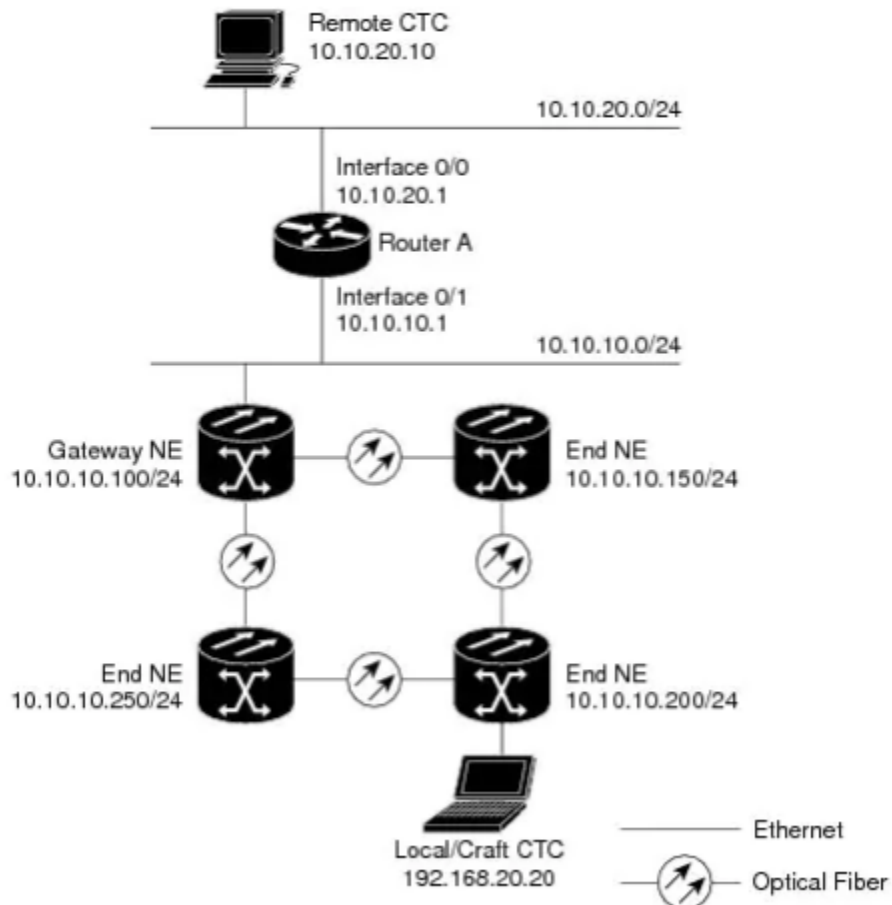 Remote CTC
10.10.20.10
10.10.20.0/24
Interface 0/0
10.10.20.1
Router A
Interface 0/1
10.10.10.1
10.10.10.0/24
Gateway NE
10.10.10.100/24
End NE
10.10.10.150/24
End NE
10.10.10.250/24
End NE
10.10.10.200/24
Local/Craft CTC
192.168.20.20
Ethernet
Optical Fiber